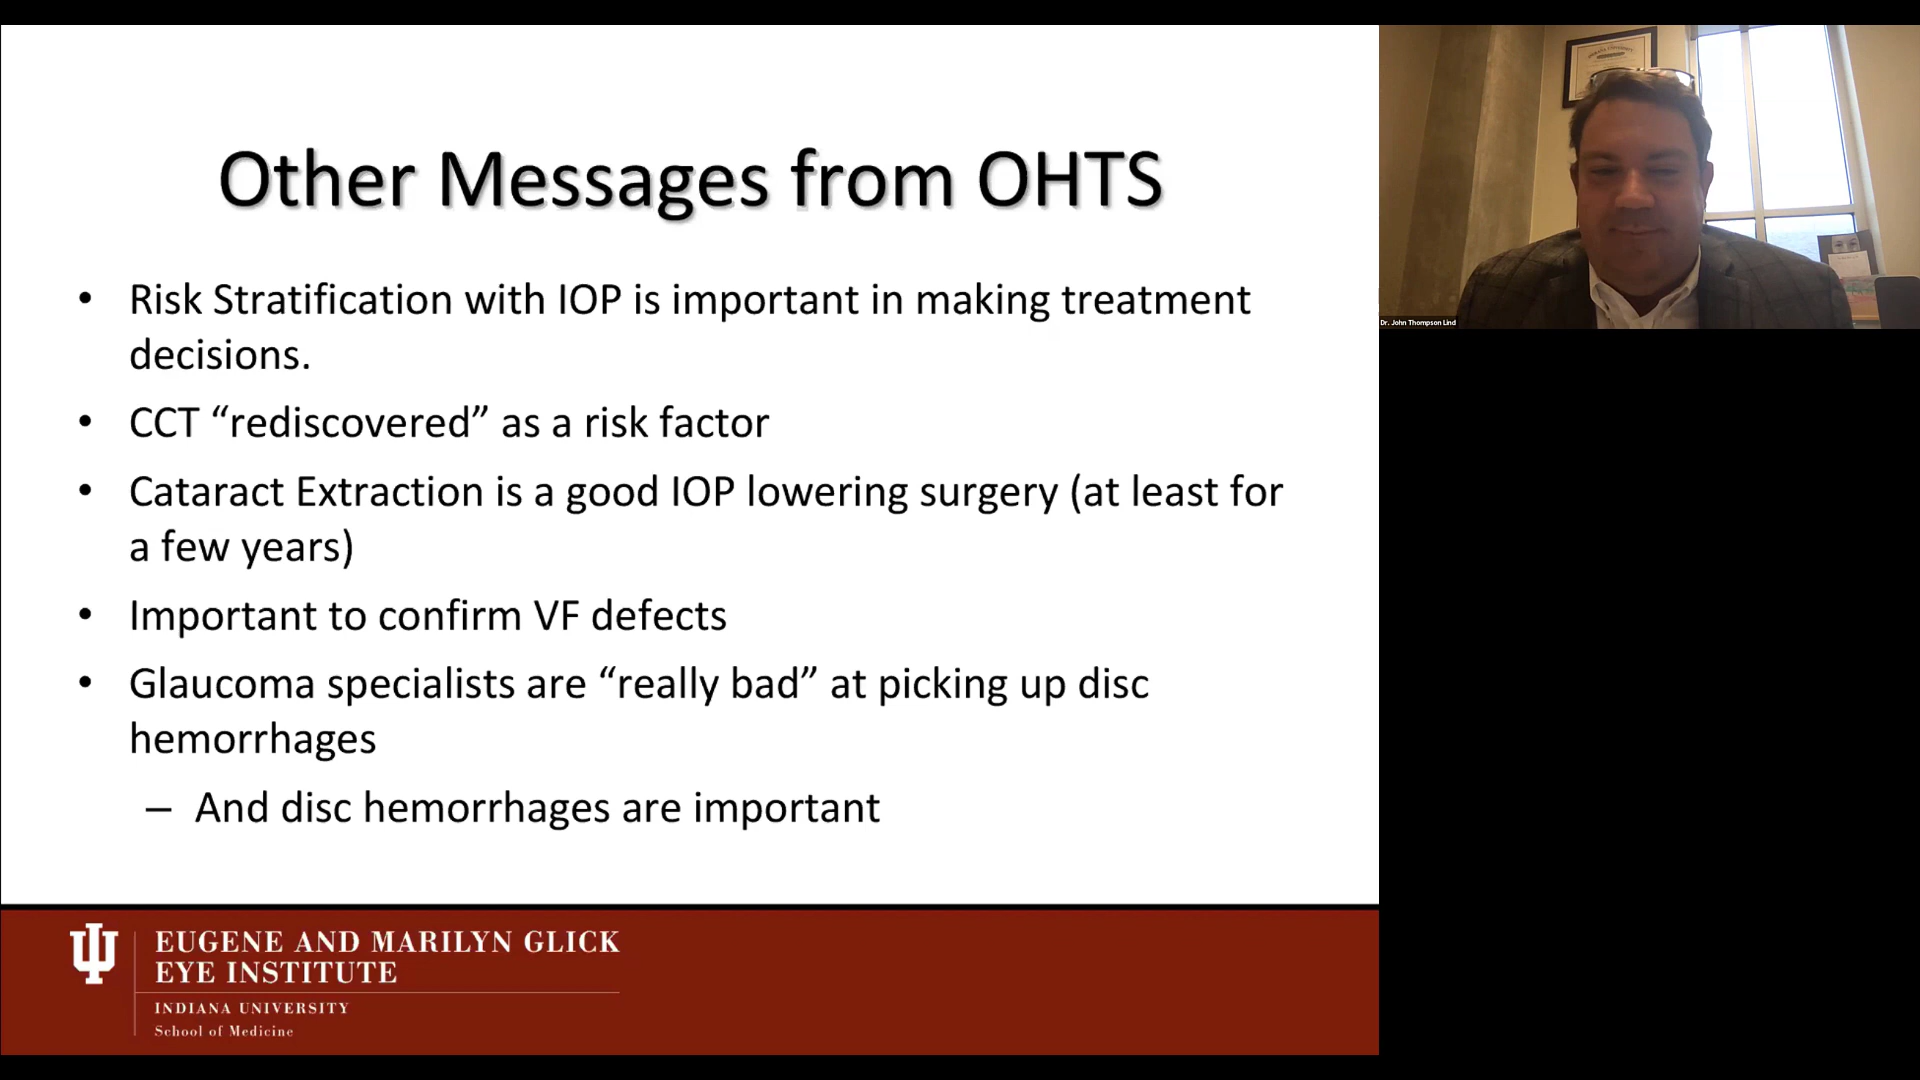 Other Messages from OHTS
• Risk Stratification with IOP is important in making treatment
decisions.
• CCT “rediscovered” as a risk factor
• Cataract Extraction is a good IOP lowering surgery (at least for
a few years)
• Important to confirm VF defects
• Glaucoma specialists are “really bad” at picking up disc
hemorrhages
– And disc hemorrhages are important
EUGENE AND MARILYN GLICK
EYE INSTITUTE
INDIANA UNIVERSITY
School of Medicine
INDIANA UNIVERSITY
Dr. John Thompson Lind